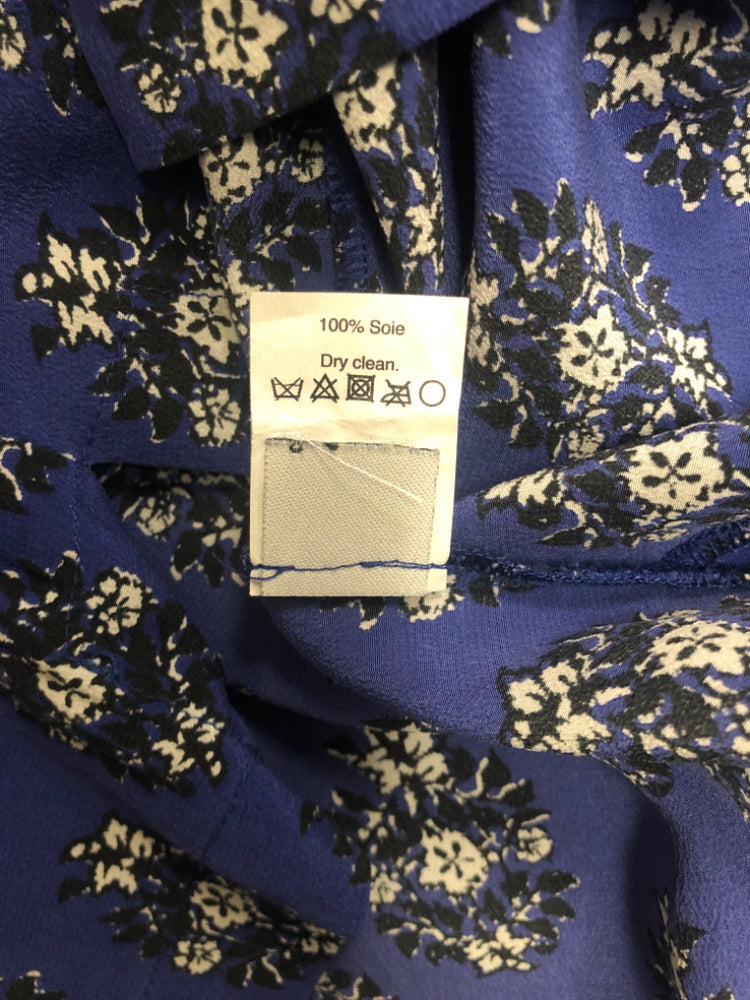 100% Soie
Dry clean.